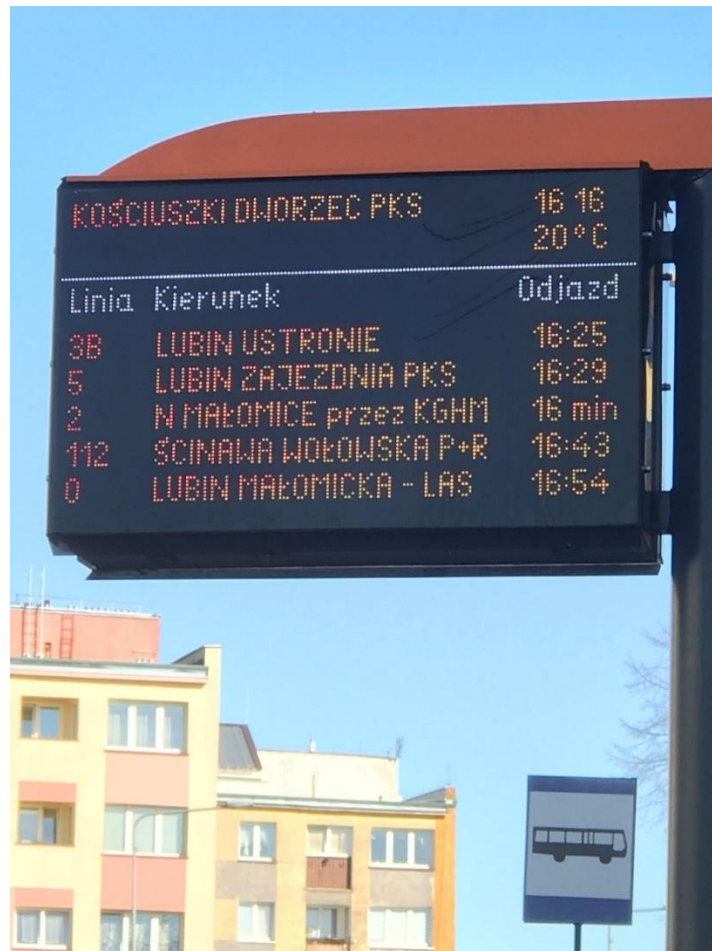 KOŚCIUSZKI DWORZEC PKS 16 16
20°C
Linia Kierunek Odjazd
3B LUBIN USTRONIE 16:25
5 LUBIN ZAJEZDNIA PKS 16:29
2 N MAŁOMICE przez KGHM 16 min
112 ŚCINAWA WOŁOWSKA P+R 16:43
0 LUBIN MAŁOMICKA - LAS 16:54